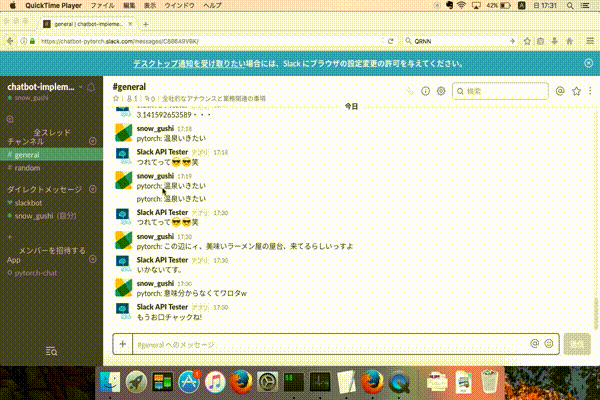 QuickTime Player ファイル 編集 表示 ウインドウ ヘルプ 42% 日 17:31
general | chatbot-impleme...
https://chatbot-pytorch.slack.com/messages/C886A9VBK/ QRNN
デスクトップ通知を受け取りたい場合には、Slack にブラウザの設定変更の許可を与えてください。
chatbot-implem...
snow_gushi
全スレッド
チャンネル
# general
# random
ダイレクトメッセージ
slackbot
snow_gushi (自分)
+
メンバーを招待する
App
pytorch-chat
#general
全社的なアナウンスと業務関連の事項
検索
今日
3.141592653589・・・
snow_gushi 17:18
pytorch: 温泉いきたい
Slack API Tester アプリ 17:18
つれてって😎😎笑
snow_gushi 17:19
pytorch: 温泉いきたい
pytorch: 温泉いきたい
Slack API Tester アプリ 17:30
つれてって😎😎笑
snow_gushi 17:30
pytorch: この辺にィ、美味いラーメン屋の屋台、来てるらしいっすよ
Slack API Tester アプリ 17:30
いかないてす。
snow_gushi 17:30
pytorch: 意味分からなくてワロタw
Slack API Tester アプリ 17:30
もうお口チャックね!
#general へのメッセージ
送信